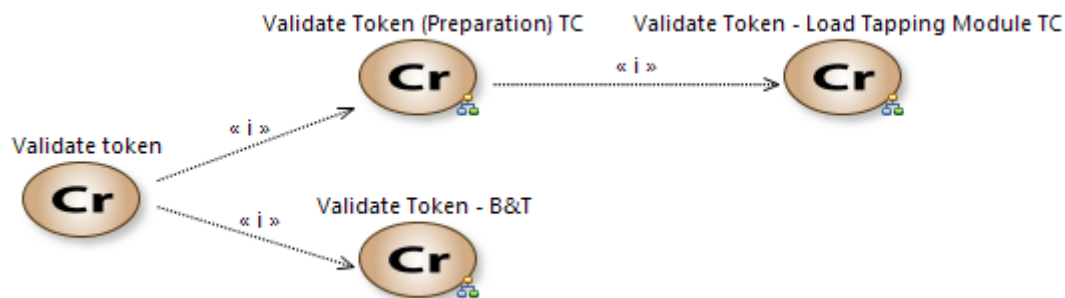 Validate Token (Preparation) TC
Validate Token - Load Tapping Module TC
Cr
« i »
Cr
« i »
Validate token
Cr
« i »
Validate Token - B&T
Cr